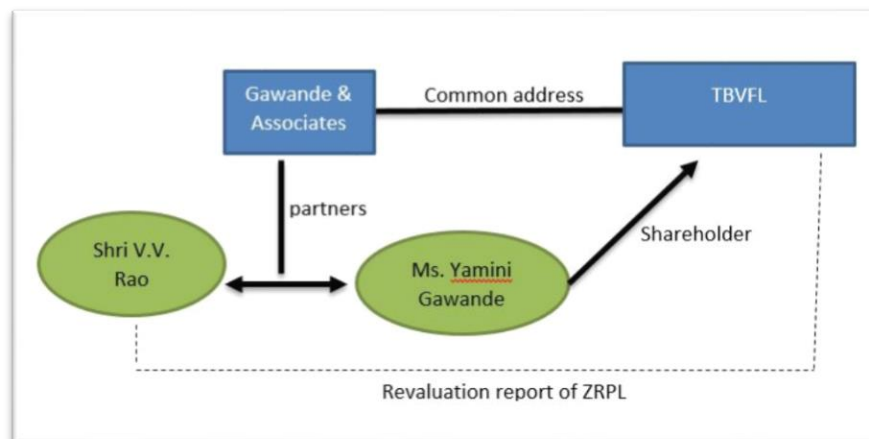 Gawande &
Associates
Common address
TBVFL
partners
Shri V.V.
Rao
Ms. Yamini
Gawande
Shareholder
Revaluation report of ZRPL